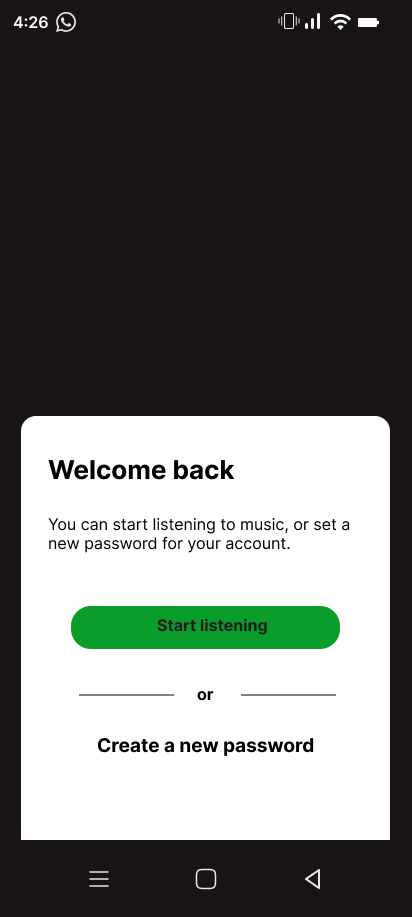 4:26
Welcome back
You can start listening to music, or set a
new password for your account.
Start listening
or
Create a new password